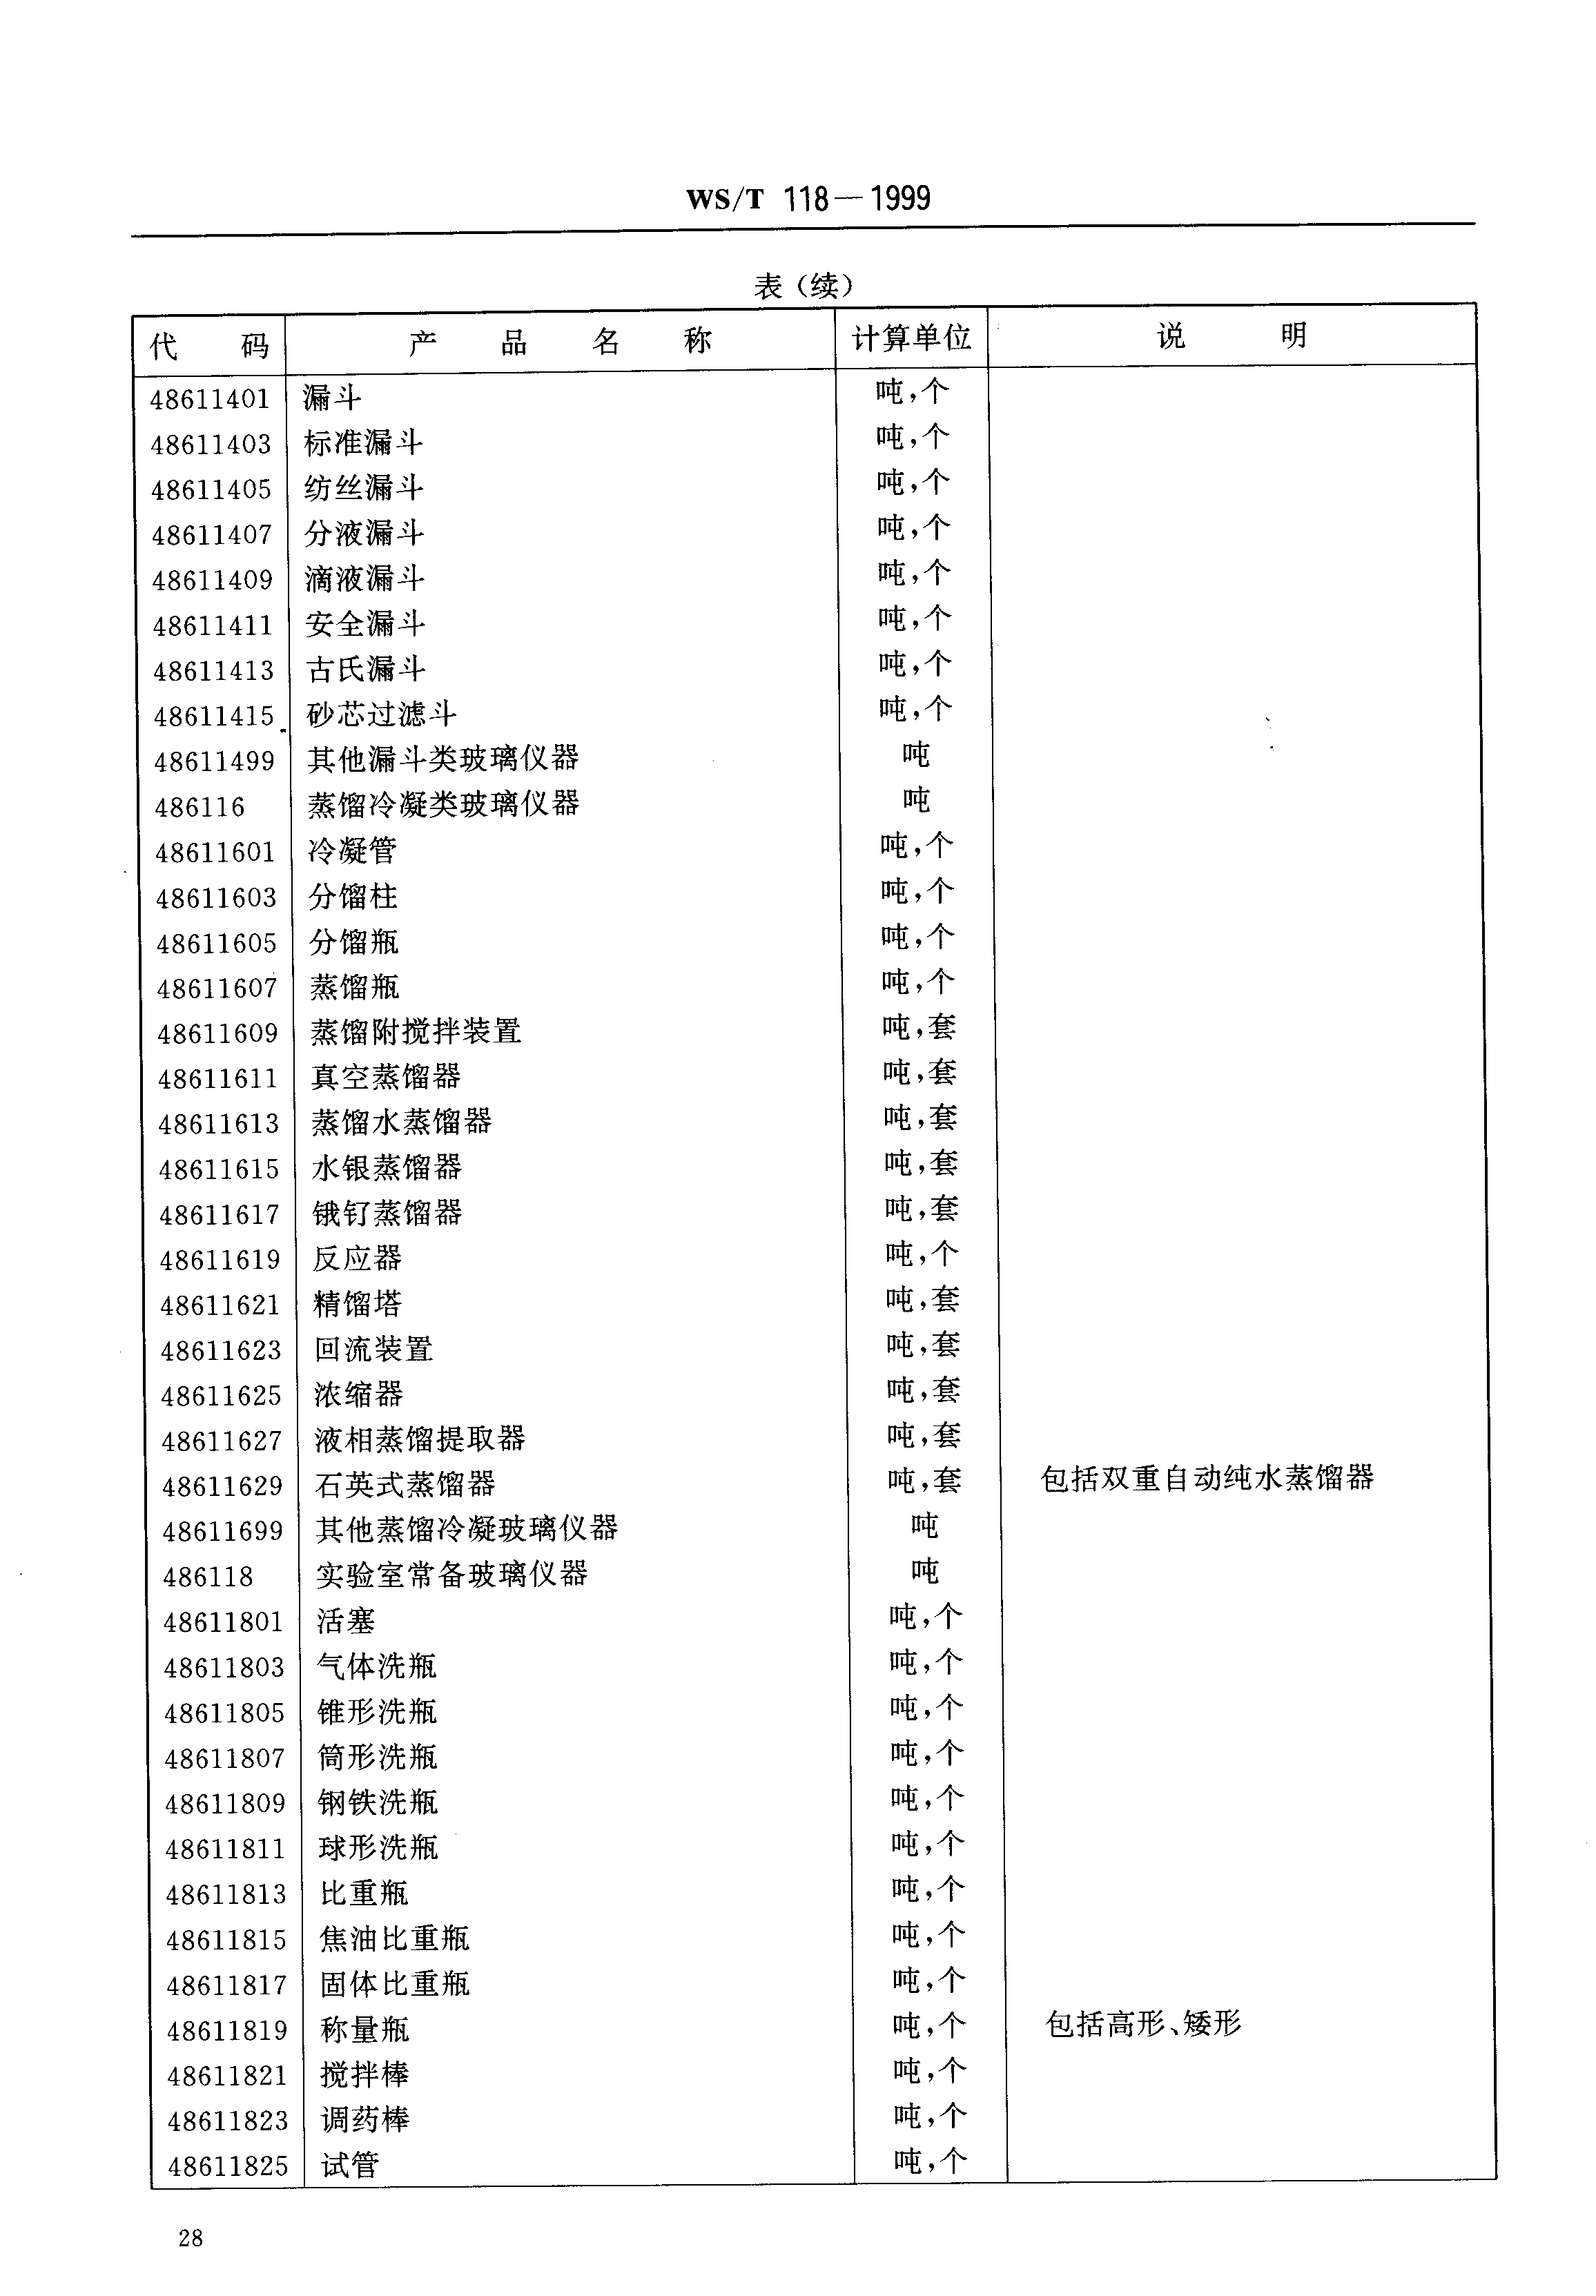 WS/T 118—1999
表（续）
代 码 产 品 名 称 计算单位 说 明
48611401 漏斗 吨,个
48611403 标准漏斗 吨,个
48611405 纺丝漏斗 吨,个
48611407 分液漏斗 吨,个
48611409 滴液漏斗 吨,个
48611411 安全漏斗 吨,个
48611413 古氏漏斗 吨,个
48611415 砂芯过滤斗 吨,个
48611499 其他漏斗类玻璃仪器 吨
486116 蒸馏冷凝类玻璃仪器 吨
48611601 冷凝管 吨,个
48611603 分馏柱 吨,个
48611605 分馏瓶 吨,个
48611607 蒸馏瓶 吨,个
48611609 蒸馏附搅拌装置 吨,套
48611611 真空蒸馏器 吨,套
48611613 蒸馏水蒸馏器 吨,套
48611615 水银蒸馏器 吨,套
48611617 锇钌蒸馏器 吨,套
48611619 反应器 吨,个
48611621 精馏塔 吨,套
48611623 回流装置 吨,套
48611625 浓缩器 吨,套
48611627 液相蒸馏提取器 吨,套
48611629 石英式蒸馏器 吨,套 包括双重自动纯水蒸馏器
48611699 其他蒸馏冷凝玻璃仪器 吨
486118 实验室常备玻璃仪器 吨
48611801 活塞 吨,个
48611803 气体洗瓶 吨,个
48611805 锥形洗瓶 吨,个
48611807 筒形洗瓶 吨,个
48611809 钢铁洗瓶 吨,个
48611811 球形洗瓶 吨,个
48611813 比重瓶 吨,个
48611815 焦油比重瓶 吨,个
48611817 固体比重瓶 吨,个
48611819 称量瓶 吨,个 包括高形、矮形
48611821 搅拌棒 吨,个
48611823 调药棒 吨,个
48611825 试管 吨,个
28